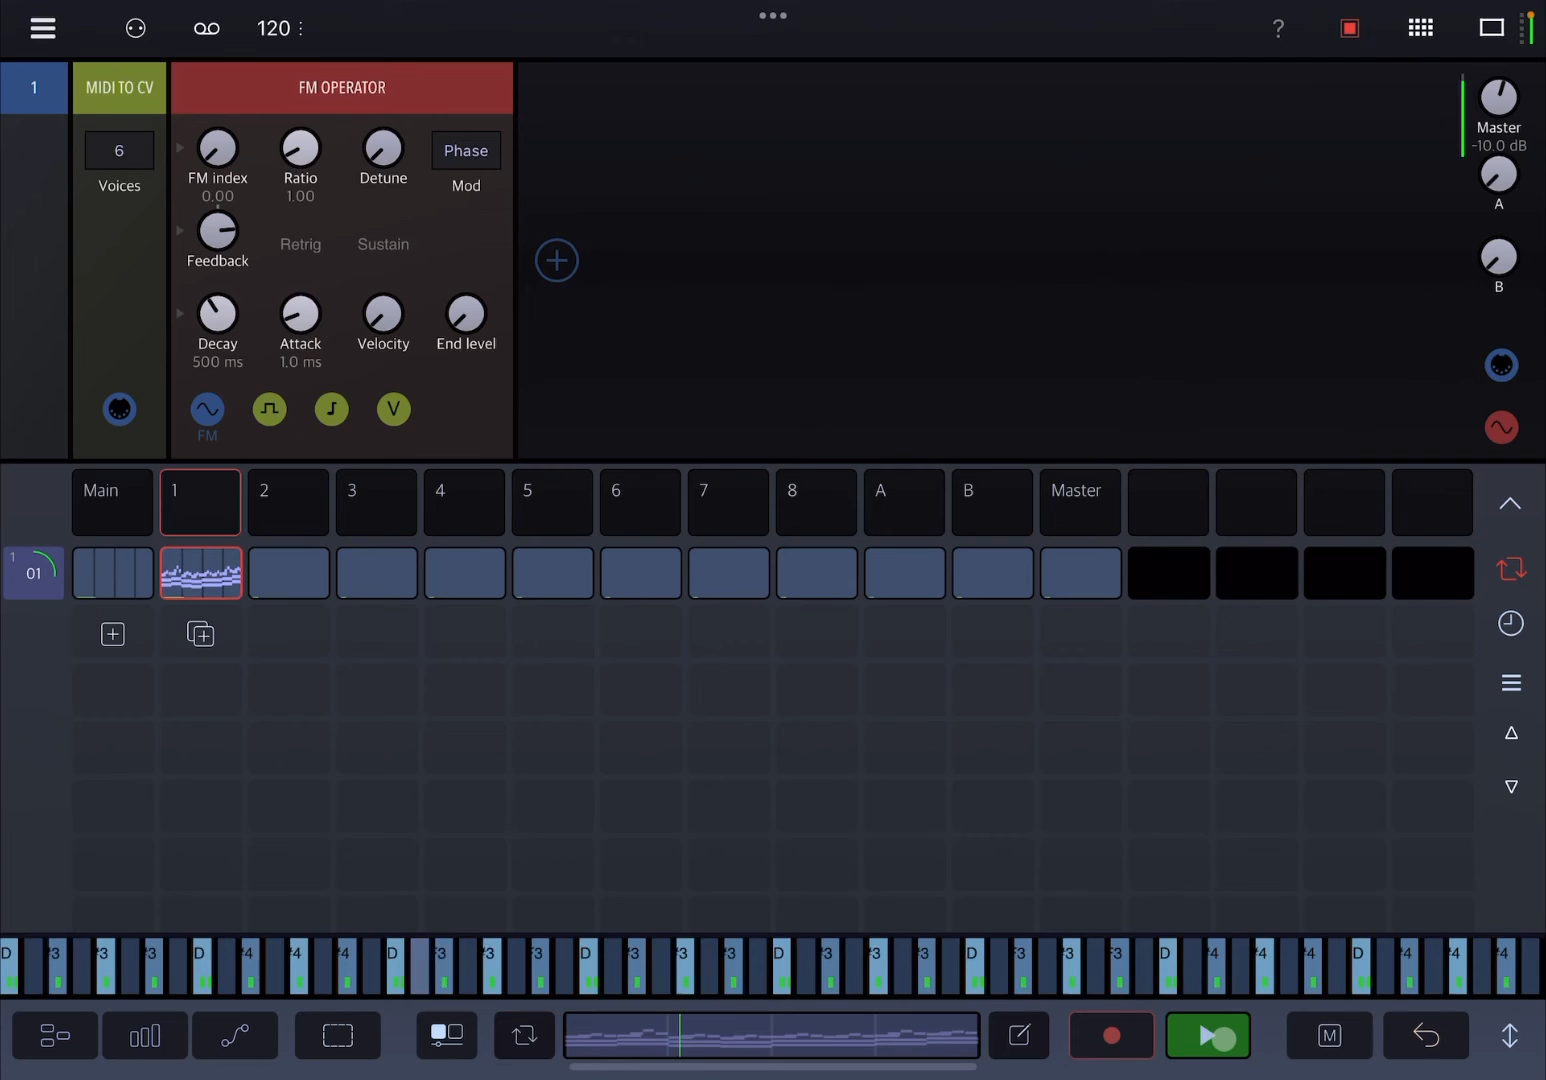 120
?
1
MIDI TO CV
FM OPERATOR
6
Voices
FM index
0.00
Ratio
1.00
Detune
Phase
Mod
Feedback
Retrig
Sustain
Decay
500 ms
Attack
1.0 ms
Velocity
End level
FM
V
Master
-10.0 dB
A
B
Main
1
2
3
4
5
6
7
8
A
B
Master
1
01
M